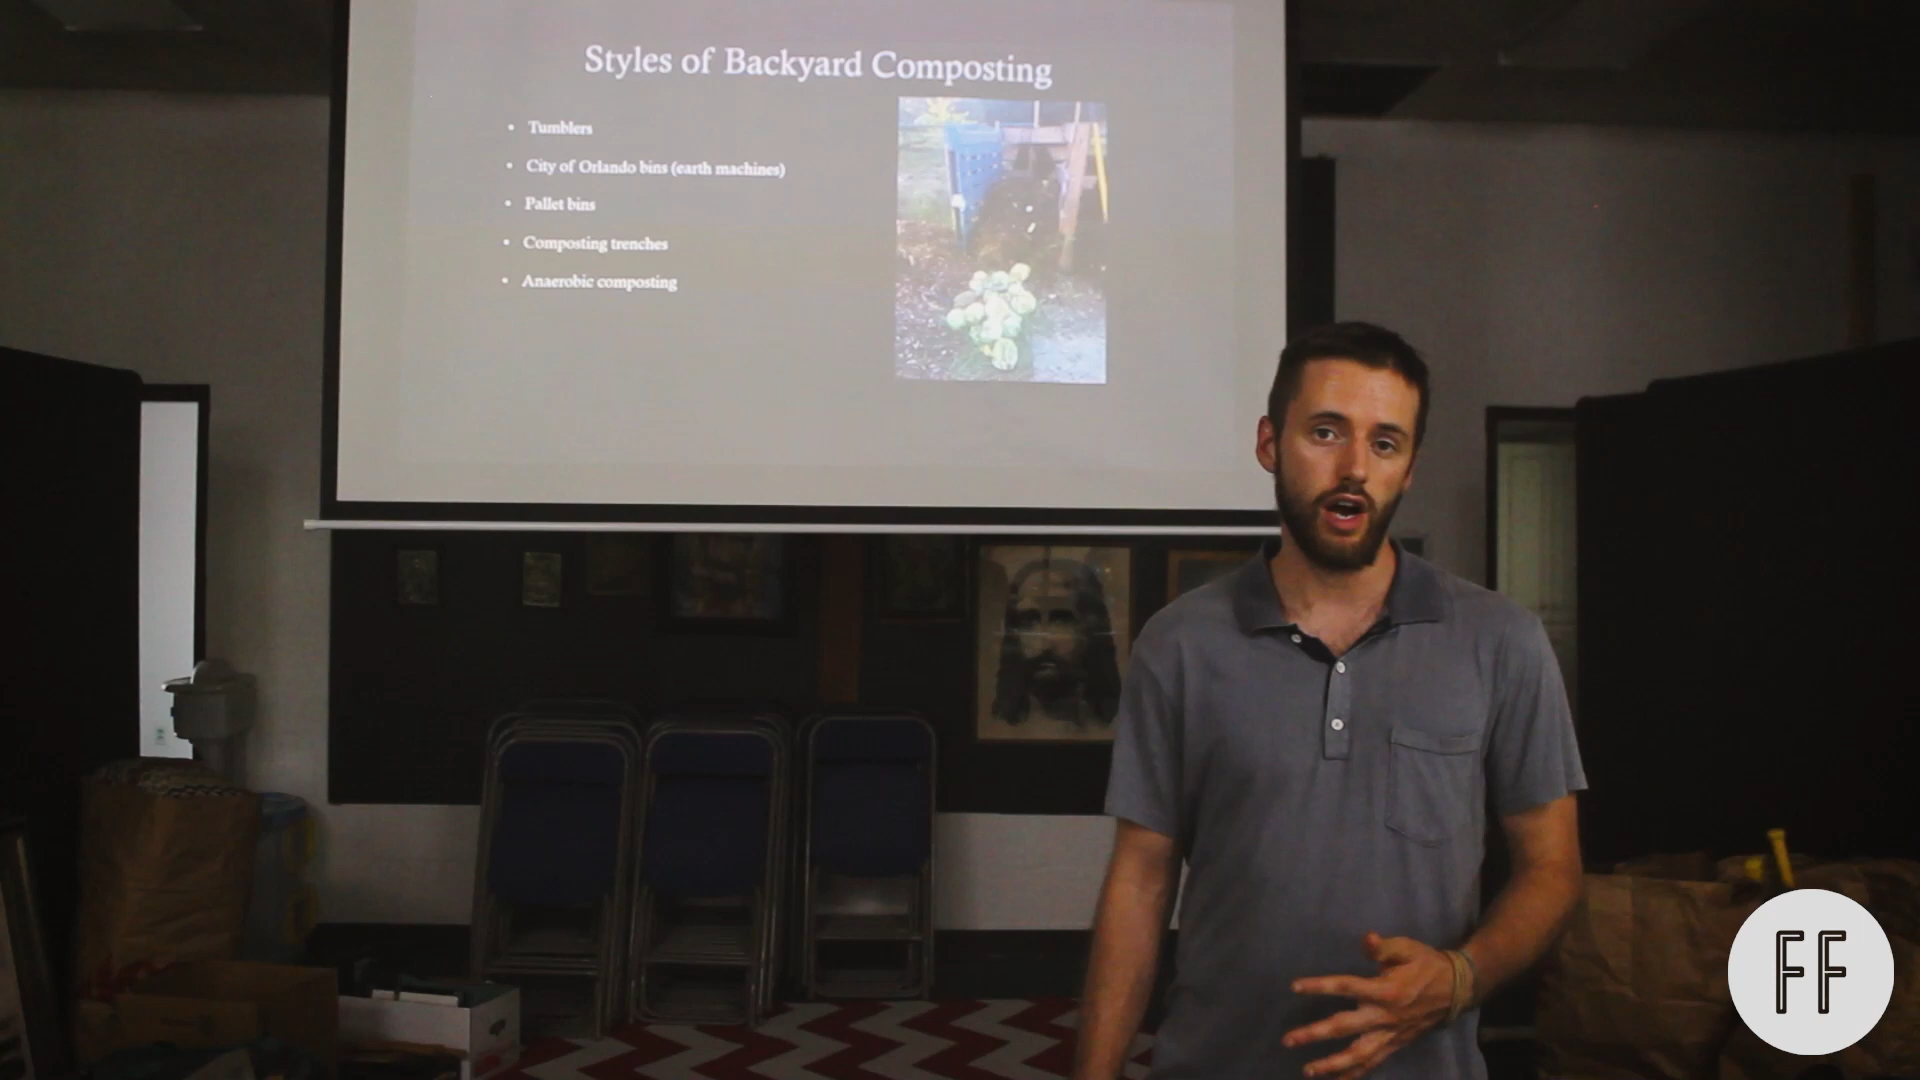 Styles of Backyard Composting
• Tumblers
• City of Orlando bins (earth machines)
• Pallet bins
• Composting trenches
• Anaerobic composting
FF